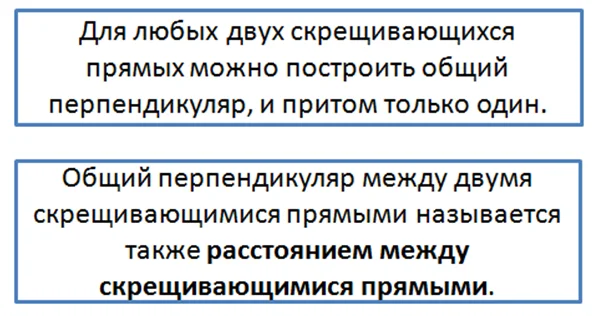 Для любых двух скрещивающихся
прямых можно построить общий
перпендикуляр, и притом только один.
Общий перпендикуляр между двумя
скрещивающимися прямыми называется
также расстоянием между
скрещивающимися прямыми.